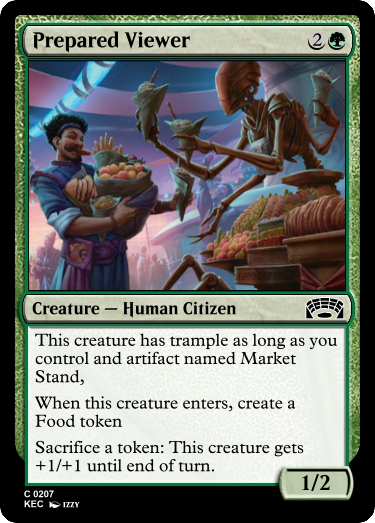 Prepared Viewer 2
Creature — Human Citizen
This creature has trample as long as you
control and artifact named Market
Stand,
When this creature enters, create a
Food token
Sacrifice a token: This creature gets
+1/+1 until end of turn.
1/2
C 0207
KEC IZZY